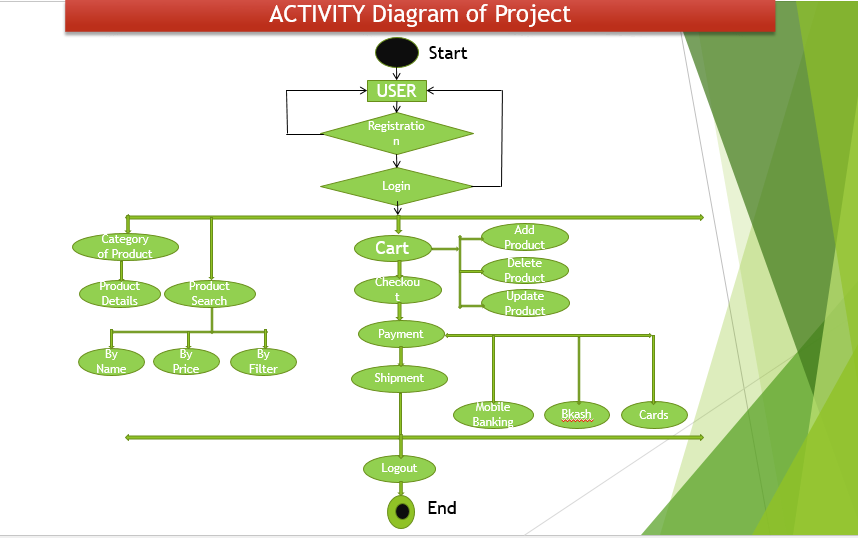 ACTIVITY Diagram of Project
Start
USER
Registratio
n
Login
Category
of Product
Cart
Add
Product
Delete
Product
Update
Product
Product
Details
Product
Search
Checkou
t
Payment
By
Name
By
Price
By
Filter
Shipment
Mobile
Banking
Bkash
Cards
Logout
End